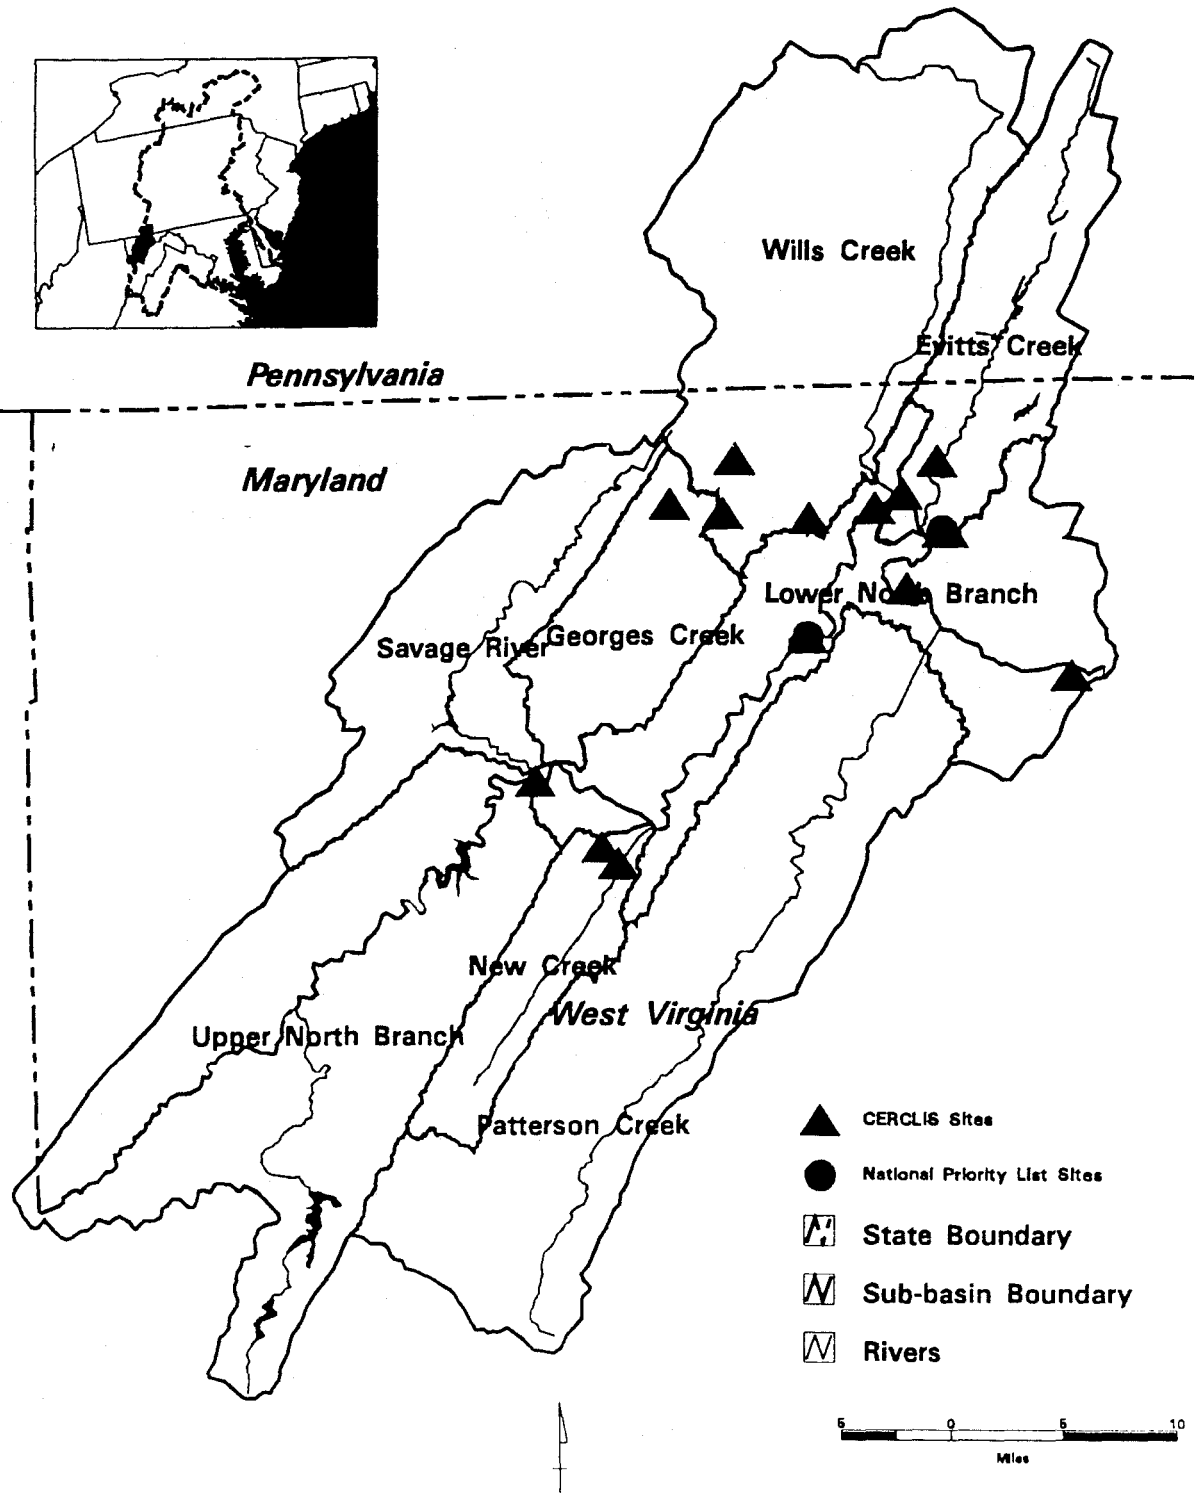 Wills Creek
Evitts Creek
Pennsylvania
Maryland
Lower North Branch
Georges Creek
Savage River
New Creek
West Virginia
Upper North Branch
Patterson Creek
CERCLIS Sites
National Priority List Sites
State Boundary
Sub-basin Boundary
Rivers
5 0 5 10
Miles